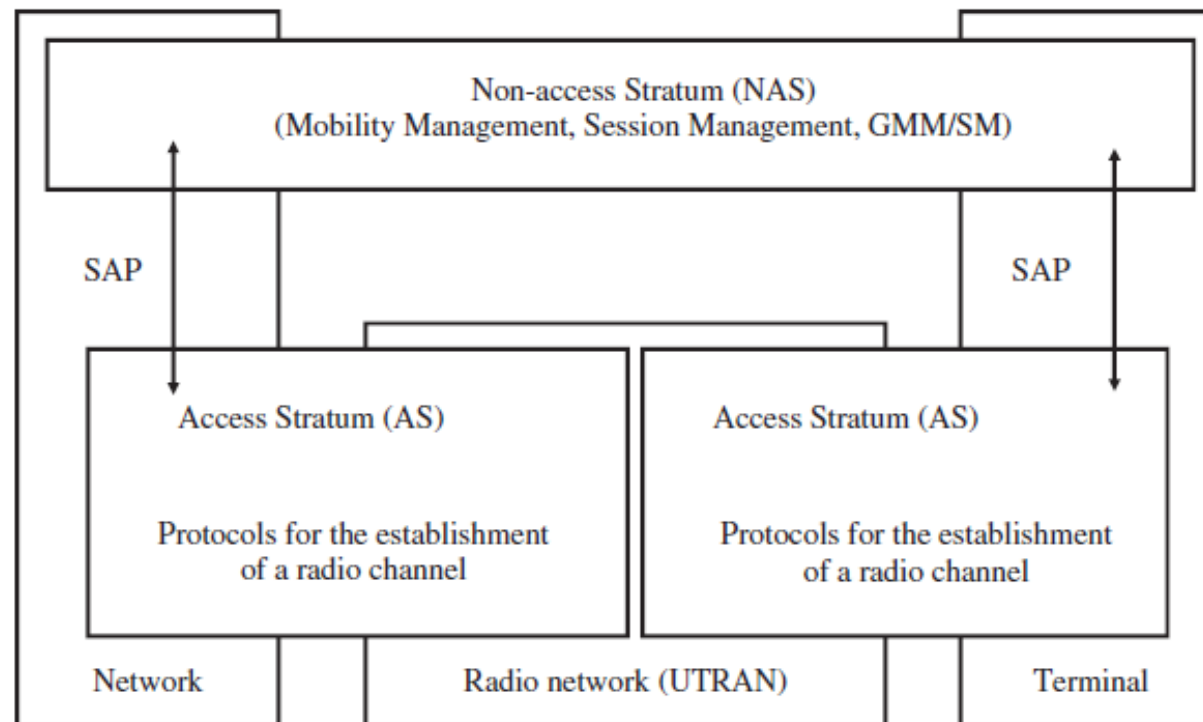 Non-access Stratum (NAS)
(Mobility Management, Session Management, GMM/SM)
SAP
SAP
Access Stratum (AS)
Protocols for the establishment
of a radio channel
Access Stratum (AS)
Protocols for the establishment
of a radio channel
Network
Radio network (UTRAN)
Terminal